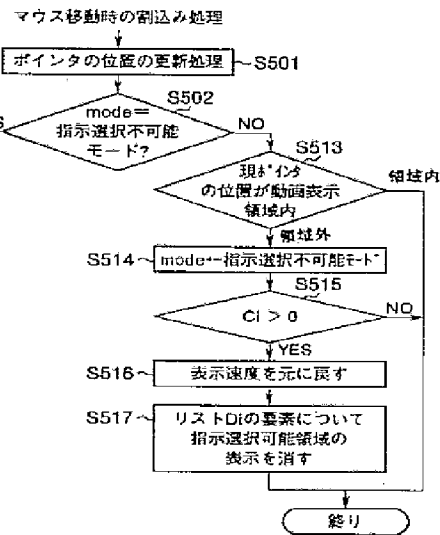 マウス移動時の割込み処理
ポインタの位置の更新処理
S501
S502
mode＝
指示選択不可能
モード?
NO
S513
現ポインタ
の位置が動画表示
領域内
領域内
領域外
S514
mode←指示選択不可能モード
S515
Ci > 0
NO
YES
S516
表示速度を元に戻す
S517
リストDiの要素について
指示選択可能領域の
表示を消す
終り